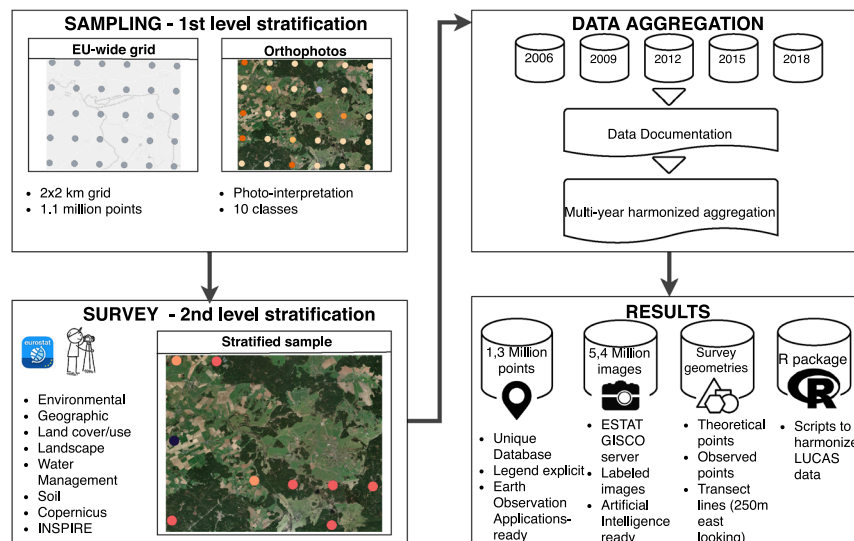 SAMPLING - 1st level stratification
EU-wide grid
Orthophotos
• 2x2 km grid
• 1.1 million points
• Photo-interpretation
• 10 classes
SURVEY - 2nd level stratification
eurostat
Stratified sample
• Environmental
• Geographic
• Land cover/use
• Landscape
• Water
Management
• Soil
• Copernicus
• INSPIRE
DATA AGGREGATION
2006
2009
2012
2015
2018
Data Documentation
Multi-year harmonized aggregation
RESULTS
1,3 Million
points
• Unique
Database
• Legend explicit
• Earth
Observation
Applications-
ready
5,4 Million
images
• ESTAT
GISCO
server
• Labeled
images
• Artificial
Intelligence
ready
Survey
geometries
• Theoretical
points
• Observed
points
• Transect
lines (250m
east
looking)
R package
R
• Scripts to
harmonize
LUCAS
data